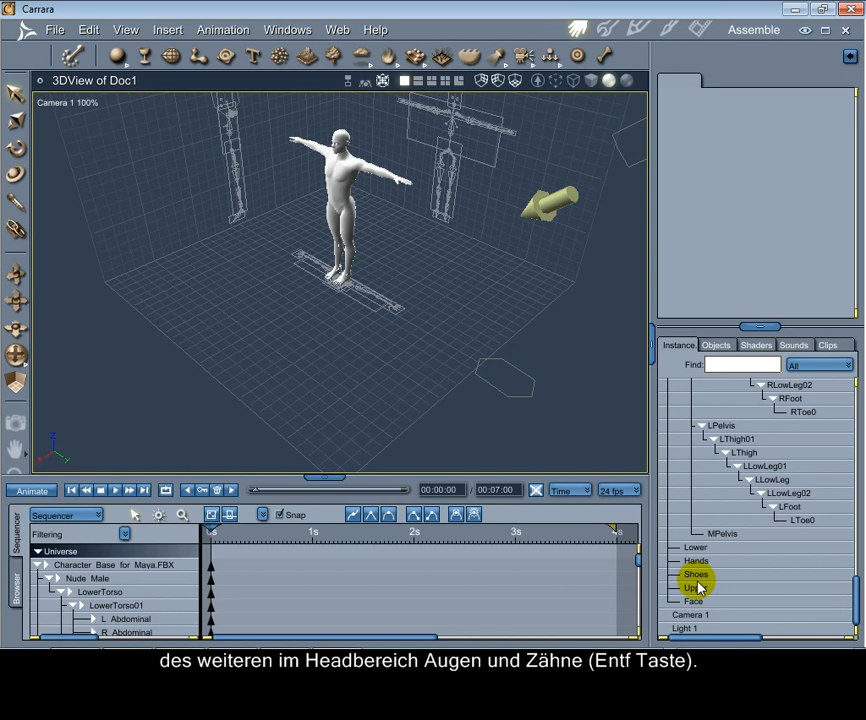 Carrara
File Edit View Insert Animation Windows Web Help
Assemble
3DView of Doc1
Camera 1 100%
Instance. Objects Shaders Sounds Clips
Find: All
RLowLeg02
RFoot
RToe0
LPelvis
LThigh01
LThigh
LLowLeg01
LLowLeg
LLowLeg02
LFoot
LToe0
MPelvis
Lower
Hands
Shoes
Face
Camera 1
Light 1
Animate 00:00:00 / 00:07:00 Time 24 fps
Sequencer Snap
Filtering 0s 1s 2s 3s 4s
Universe
Character Base for Maya.FBX
Nude Male
LowerTorso
LowerTorso01
L Abdominal
R Abdominal
Sequencer
Browser
des weiteren im Headbereich Augen und Zähne (Entf Taste).